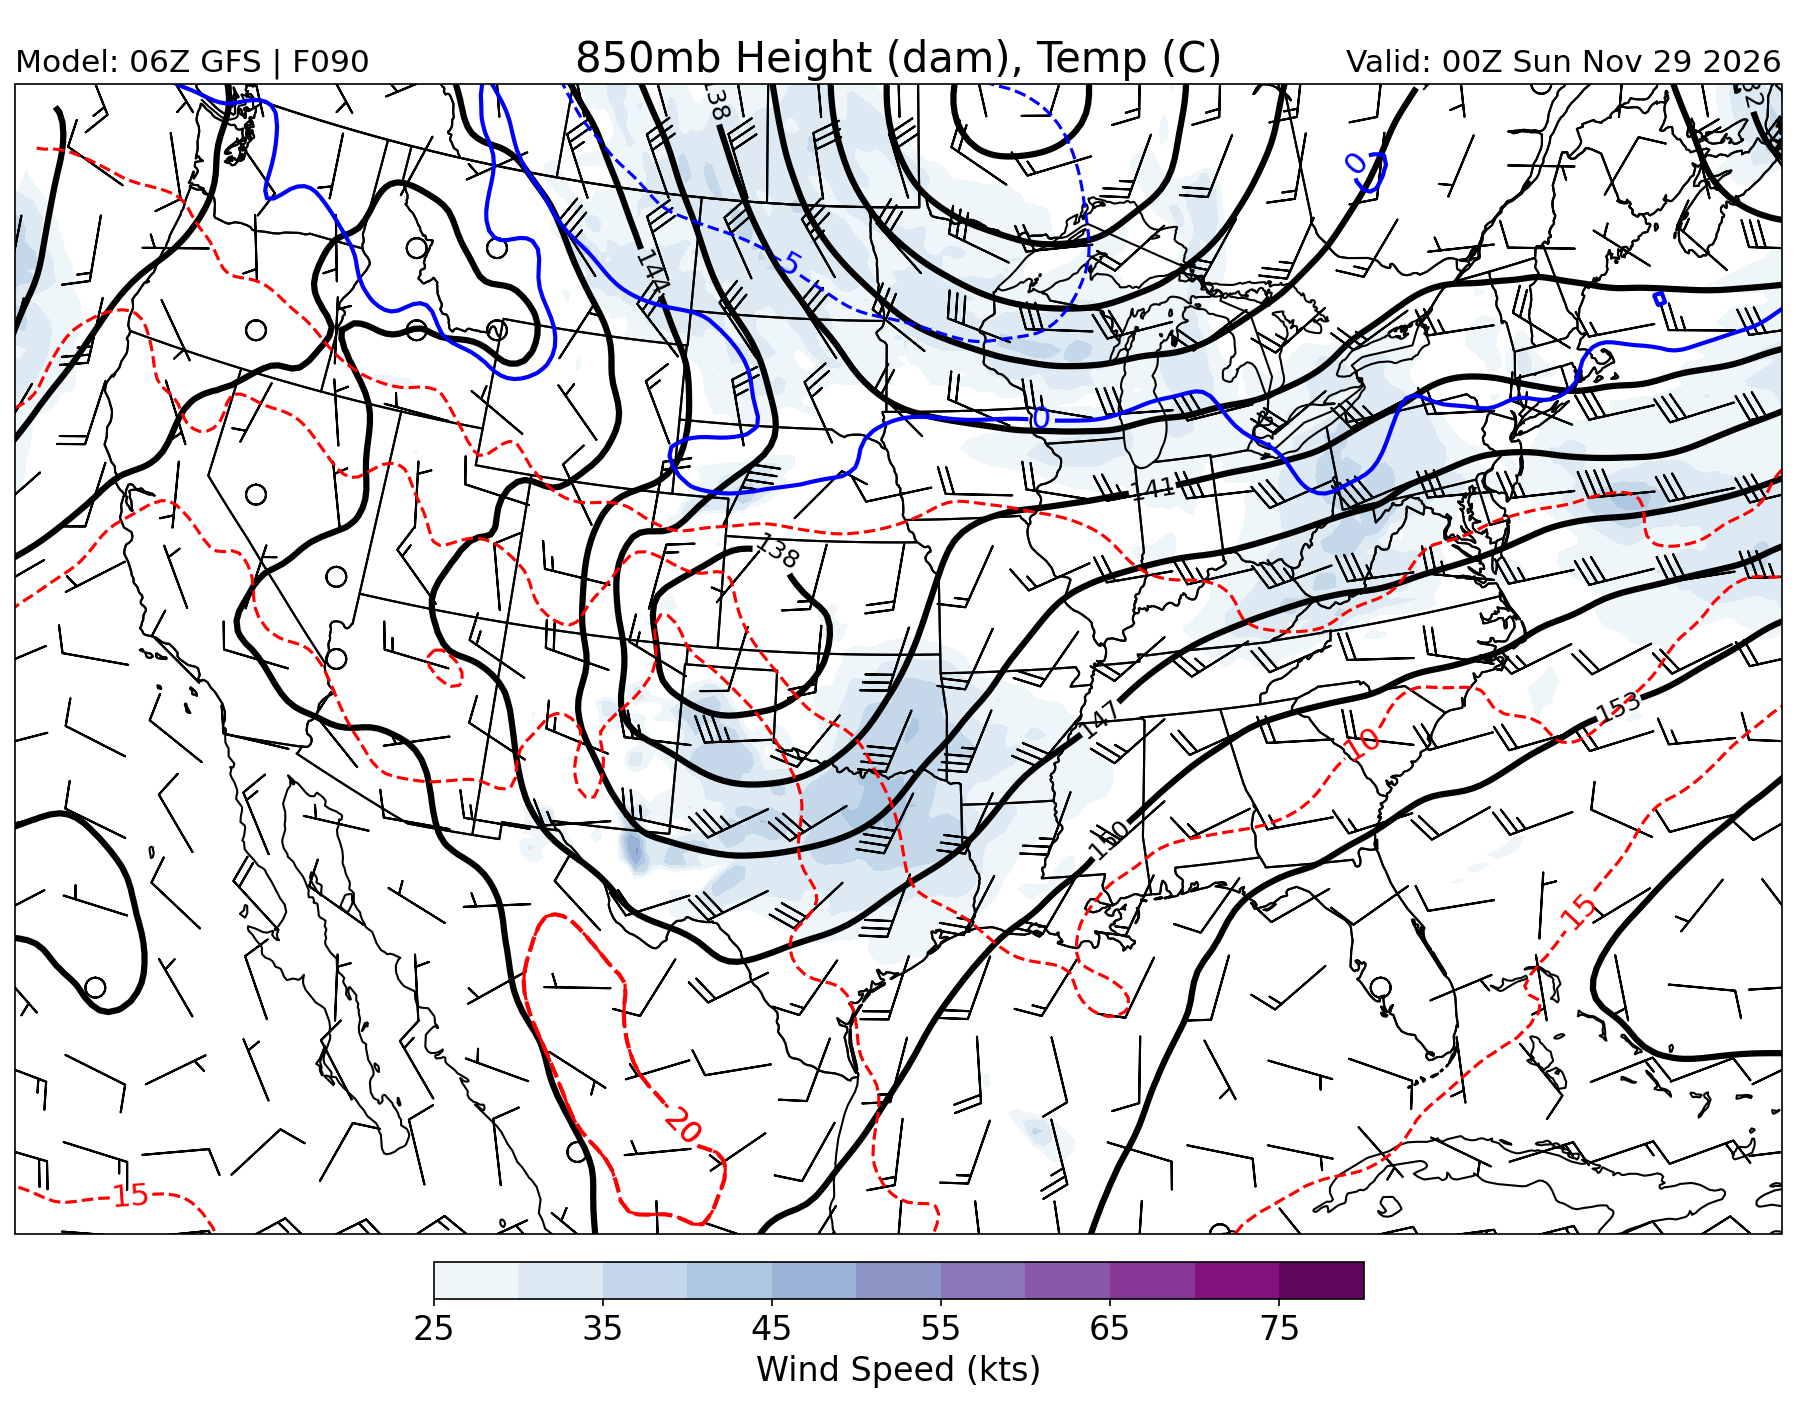 850mb Height (dam), Temp (C)
Model: 06Z GFS | F090
Valid: 00Z Sun Nov 29 2026
138
0
144
-5
0
141
138
153
147
10
150
15
20
15
25 35 45 55 65 75
Wind Speed (kts)